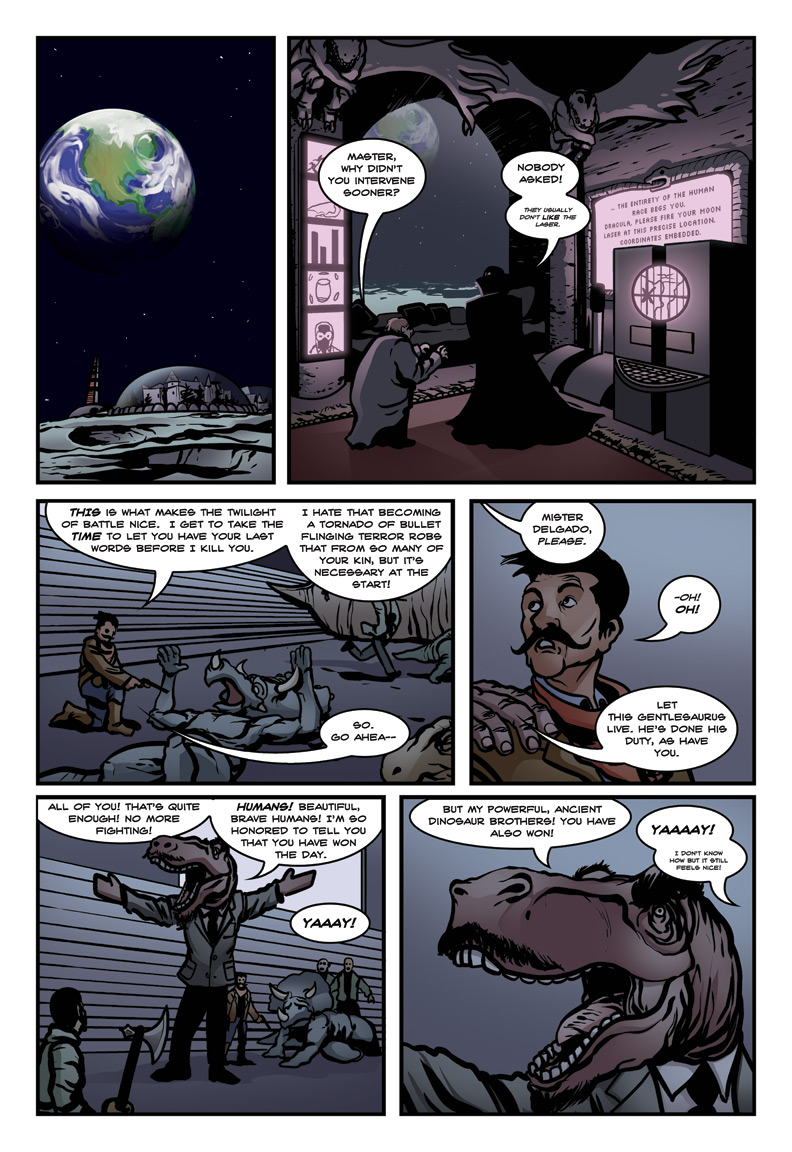 MASTER,
WHY DIDN'T
YOU INTERVENE
SOONER?
NOBODY
ASKED!
THEY USUALLY
DON'T LIKE THE
LASER.
- THE ENTIRETY OF THE HUMAN
RACE BEGS YOU.
DRACULA, PLEASE FIRE YOUR MOON
LASER AT THIS PRECISE LOCATION.
COORDINATES EMBEDDED.
THIS IS WHAT MAKES THE TWILIGHT
OF BATTLE NICE. I GET TO TAKE THE
TIME TO LET YOU HAVE YOUR LAST
WORDS BEFORE I KILL YOU.
I HATE THAT BECOMING
A TORNADO OF BULLET
FLINGING TERROR ROBS
THAT FROM SO MANY OF
YOUR KIN, BUT IT'S
NECESSARY AT THE
START!
SO.
GO AHEA--
MISTER
DELGADO,
PLEASE.
-OH!
OH!
LET
THIS GENTLESAURUS
LIVE. HE'S DONE HIS
DUTY, AS HAVE
YOU.
ALL OF YOU! THAT'S QUITE
ENOUGH! NO MORE
FIGHTING!
HUMANS! BEAUTIFUL,
BRAVE HUMANS! I'M SO
HONORED TO TELL YOU
THAT YOU HAVE WON
THE DAY.
YAAAY!
BUT MY POWERFUL, ANCIENT
DINOSAUR BROTHERS! YOU HAVE
ALSO WON!
YAAAAY!
I DON'T KNOW
HOW BUT IT STILL
FEELS NICE!